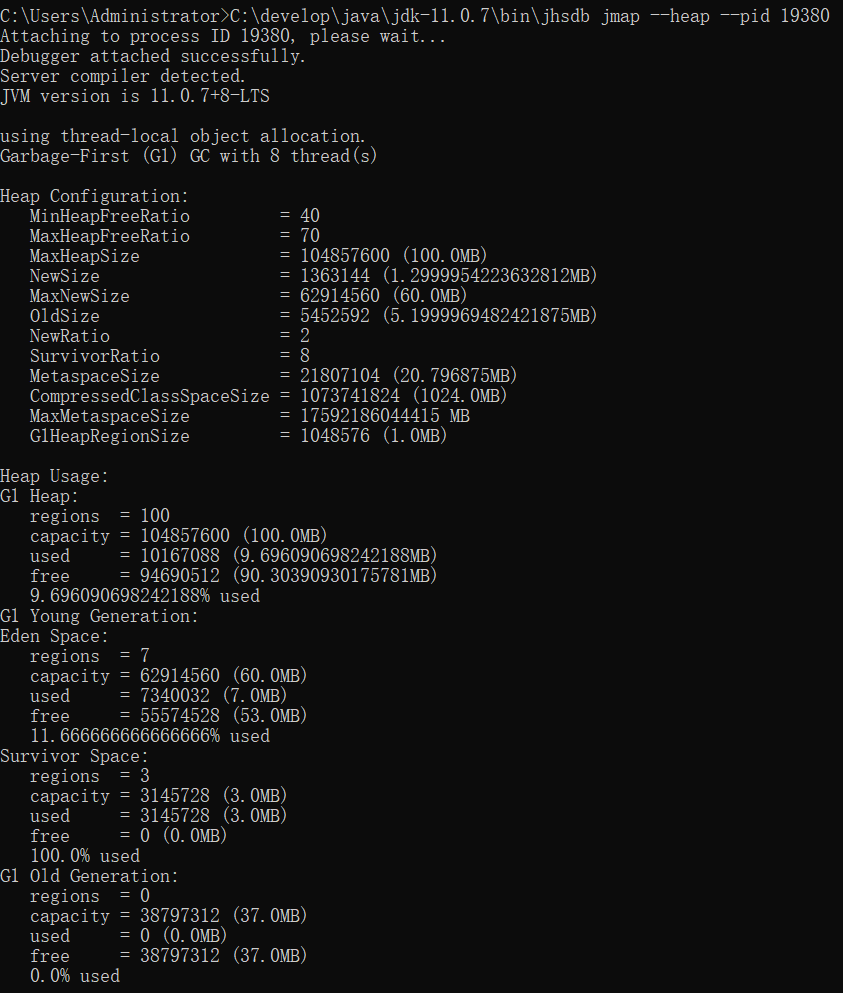 C:\Users\Administrator>C:\develop\java\jdk-11.0.7\bin\jhsdb jmap --heap --pid 19380
Attaching to process ID 19380, please wait...
Debugger attached successfully.
Server compiler detected.
JVM version is 11.0.7+8-LTS
using thread-local object allocation.
Garbage-First (G1) GC with 8 thread(s)
Heap Configuration:
   MinHeapFreeRatio         = 40
   MaxHeapFreeRatio         = 70
   MaxHeapSize              = 104857600 (100.0MB)
   NewSize                  = 1363144 (1.2999954223632812MB)
   MaxNewSize               = 62914560 (60.0MB)
   OldSize                  = 5452592 (5.1999969482421875MB)
   NewRatio                 = 2
   SurvivorRatio            = 8
   MetaspaceSize            = 21807104 (20.796875MB)
   CompressedClassSpaceSize = 1073741824 (1024.0MB)
   MaxMetaspaceSize         = 17592186044415 MB
   G1HeapRegionSize         = 1048576 (1.0MB)
Heap Usage:
G1 Heap:
   regions  = 100
   capacity = 104857600 (100.0MB)
   used     = 10167088 (9.696090698242188MB)
   free     = 94690512 (90.30390930175781MB)
   9.696090698242188% used
G1 Young Generation:
Eden Space:
   regions  = 7
   capacity = 62914560 (60.0MB)
   used     = 7340032 (7.0MB)
   free     = 55574528 (53.0MB)
   11.666666666666666% used
Survivor Space:
   regions  = 3
   capacity = 3145728 (3.0MB)
   used     = 3145728 (3.0MB)
   free     = 0 (0.0MB)
   100.0% used
G1 Old Generation:
   regions  = 0
   capacity = 38797312 (37.0MB)
   used     = 0 (0.0MB)
   free     = 38797312 (37.0MB)
   0.0% used